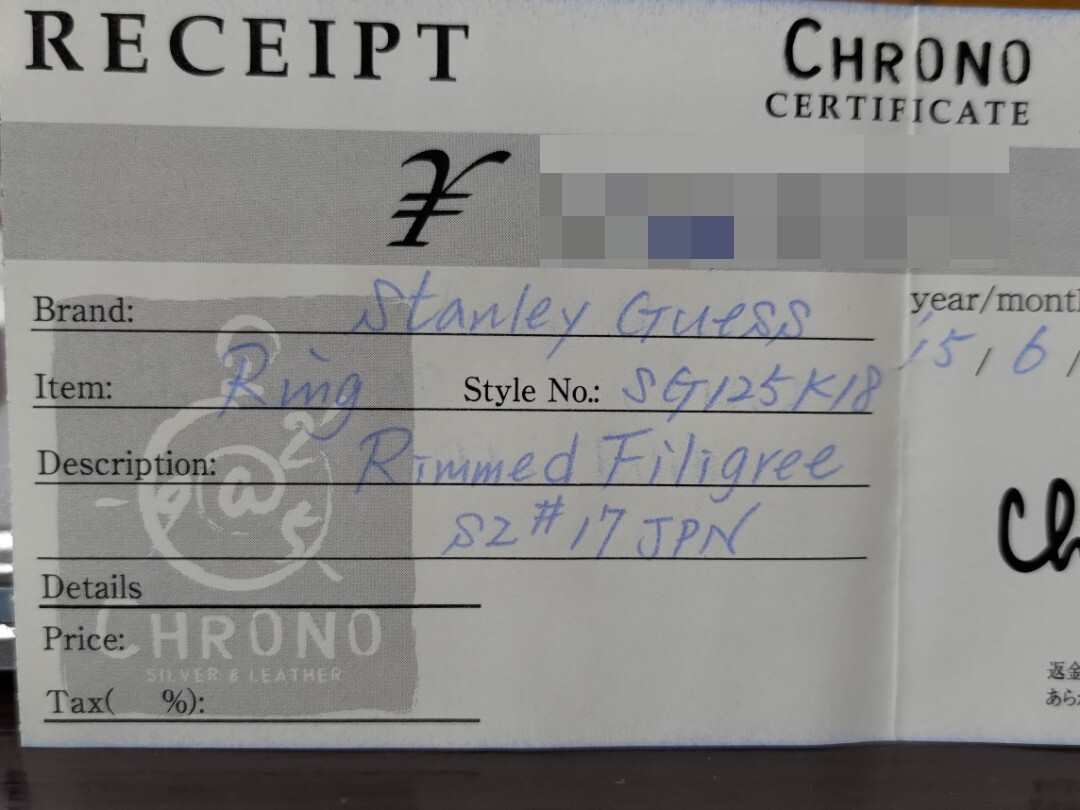 RECEIPT
CHRONO
CERTIFICATE
¥
Brand: Stanley Guess
year/month
'15 / 6 /
Item: Ring Style No.: SG125K18
Description: Rimmed Filigree
SZ #17 JPN
Details
Price:
Tax( %):
@
CHRONO
SILVER & LEATHER
Ch
返金
あらか